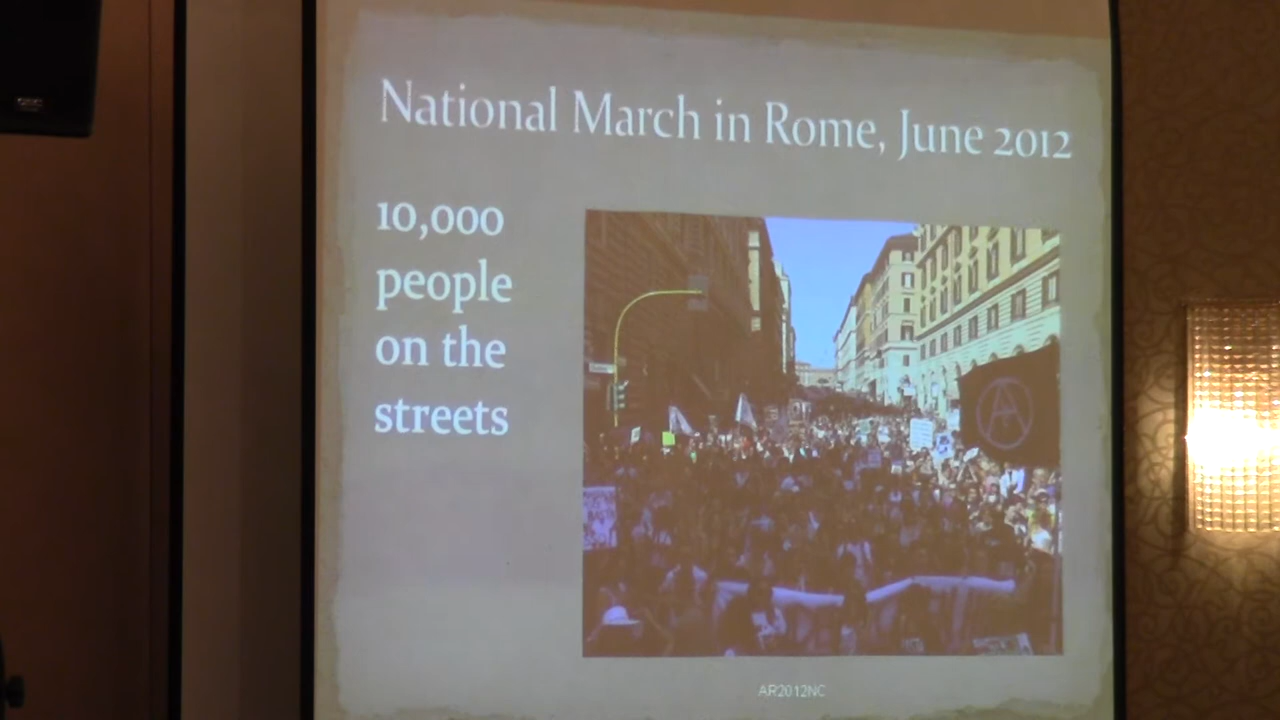 National March in Rome, June 2012
10,000
people
on the
streets
A
AR2012NC